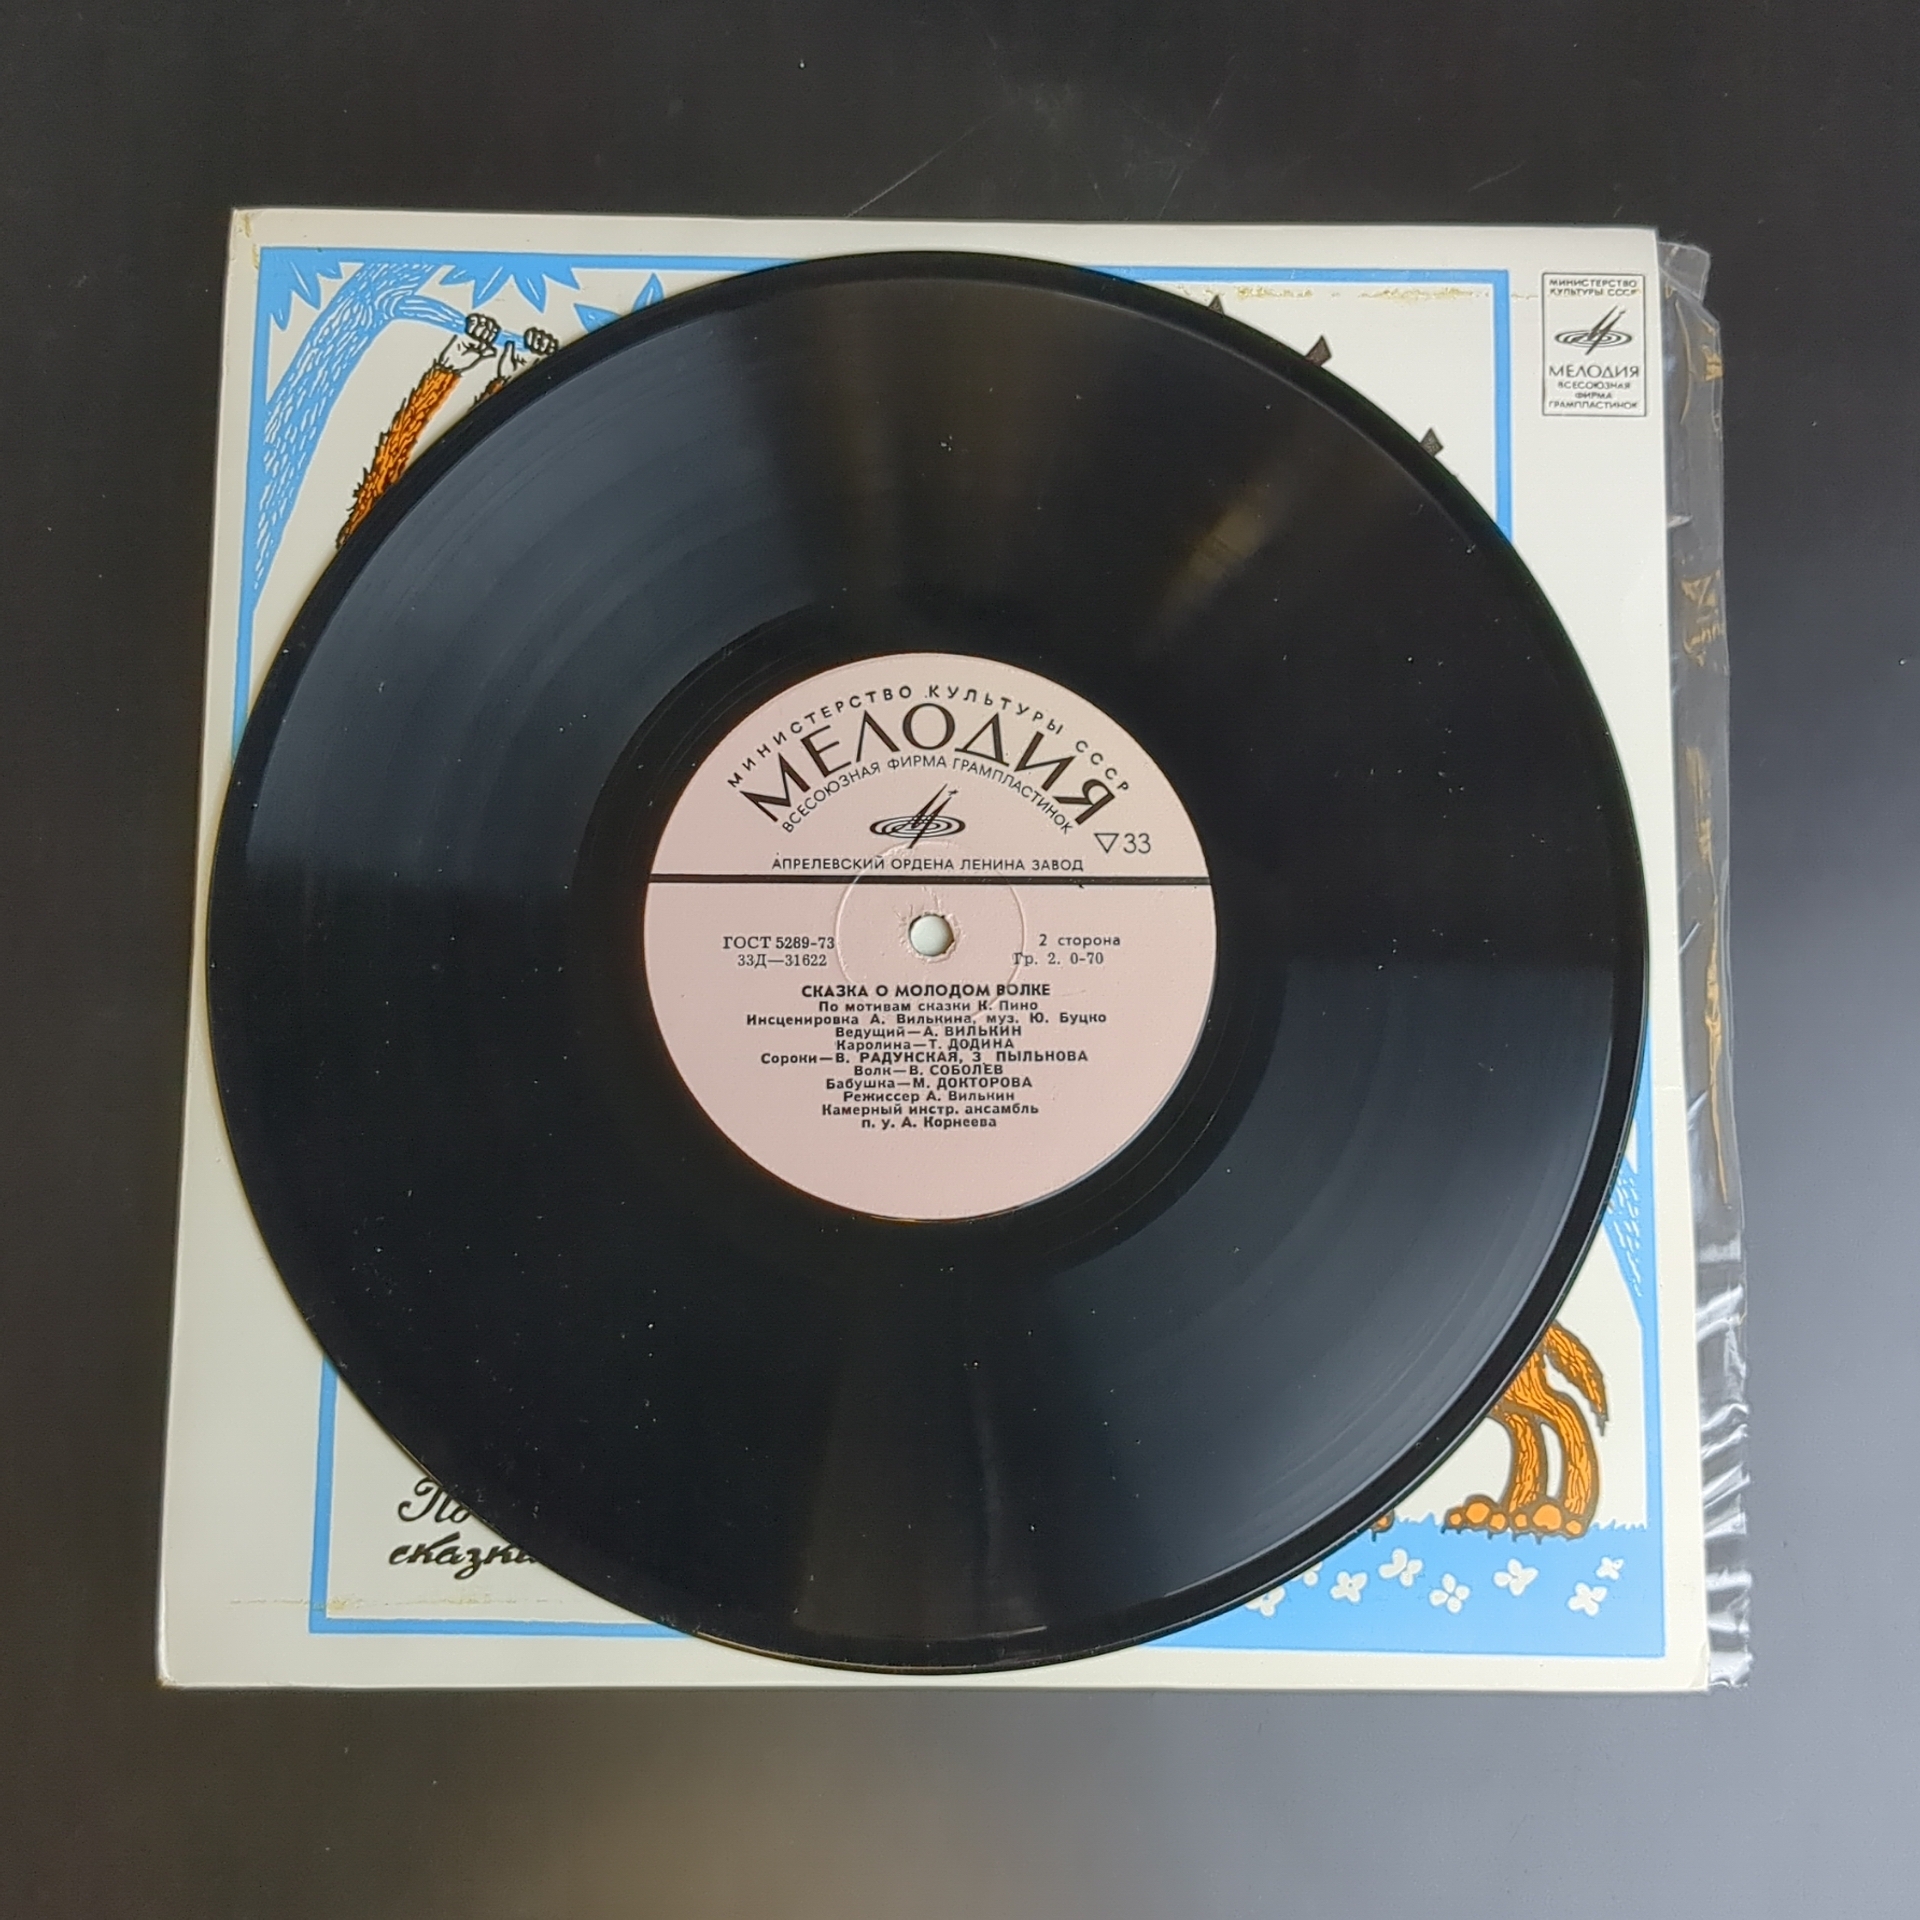 МИНИСТЕРСТВО
КУЛЬТУРЫ СССР
МЕЛОДИЯ
ВСЕСОЮЗНАЯ
ФИРМА
ГРАМПЛАСТИНОК
МИНИСТЕРСТВО КУЛЬТУРЫ СССР
МЕЛОДИЯ
ВСЕСОЮЗНАЯ ФИРМА ГРАМПЛАСТИНОК
▽33
АПРЕЛЕВСКИЙ ОРДЕНА ЛЕНИНА ЗАВОД
ГОСТ 5289-73 2 сторона
33Д—31622 Гр. 2. 0-70
СКАЗКА О МОЛОДОМ ВОЛКЕ
По мотивам сказки К. Пино
Инсценировка А. Вилькина, муз. Ю. Буцко
Ведущий—А. ВИЛЬКИН
Каролина—Т. ДОДИНА
Сороки—В. РАДУНСКАЯ, З ПЫЛЬНОВА
Волк—В. СОБОЛЕВ
Бабушка—М. ДОКТОРОВА
Режиссер А. Вилькин
Камерный инстр. ансамбль
п. у. А. Корнеева
По